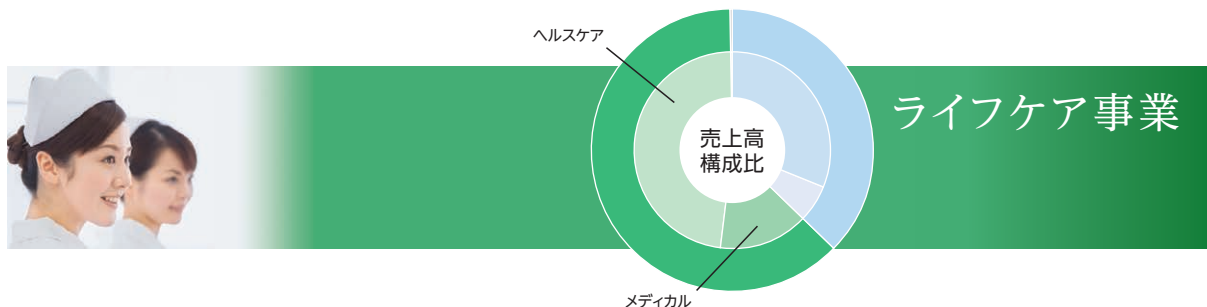 ヘルスケア
ライフケア事業
売上高
構成比
メディカル